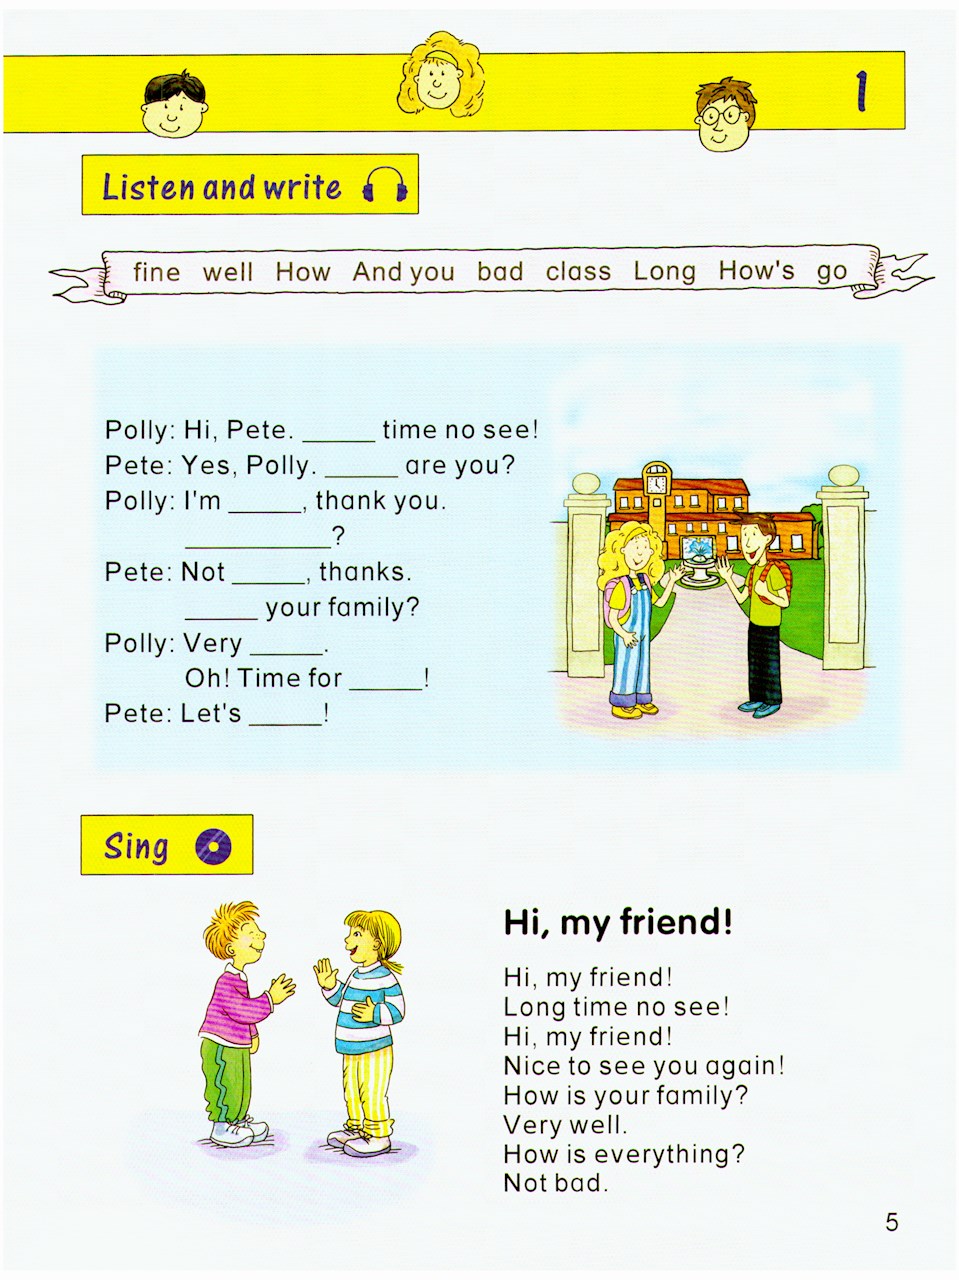 1
Listen and write
fine well How And you bad class Long How's go
Polly: Hi, Pete. _____ time no see!
Pete: Yes, Polly. _____ are you?
Polly: I'm _____, thank you.
__________?
Pete: Not _____, thanks.
_____ your family?
Polly: Very _____.
Oh! Time for _____!
Pete: Let's _____!
Sing
Hi, my friend!
Hi, my friend!
Long time no see!
Hi, my friend!
Nice to see you again!
How is your family?
Very well.
How is everything?
Not bad.
5